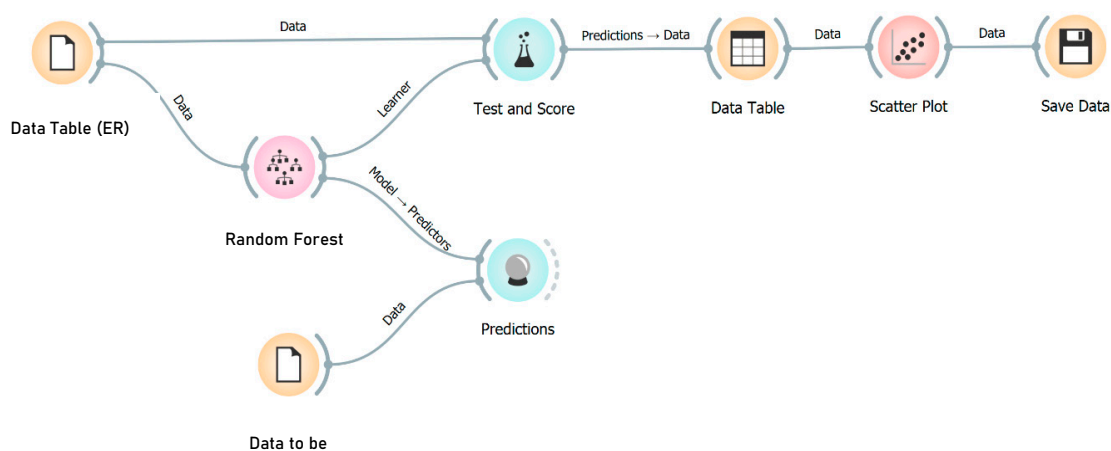 Data
Predictions → Data
Data
Data
Data Table (ER)
Data
Learner
Test and Score
Data Table
Scatter Plot
Save Data
Random Forest
Model → Predictors
Data
Predictions
Data to be